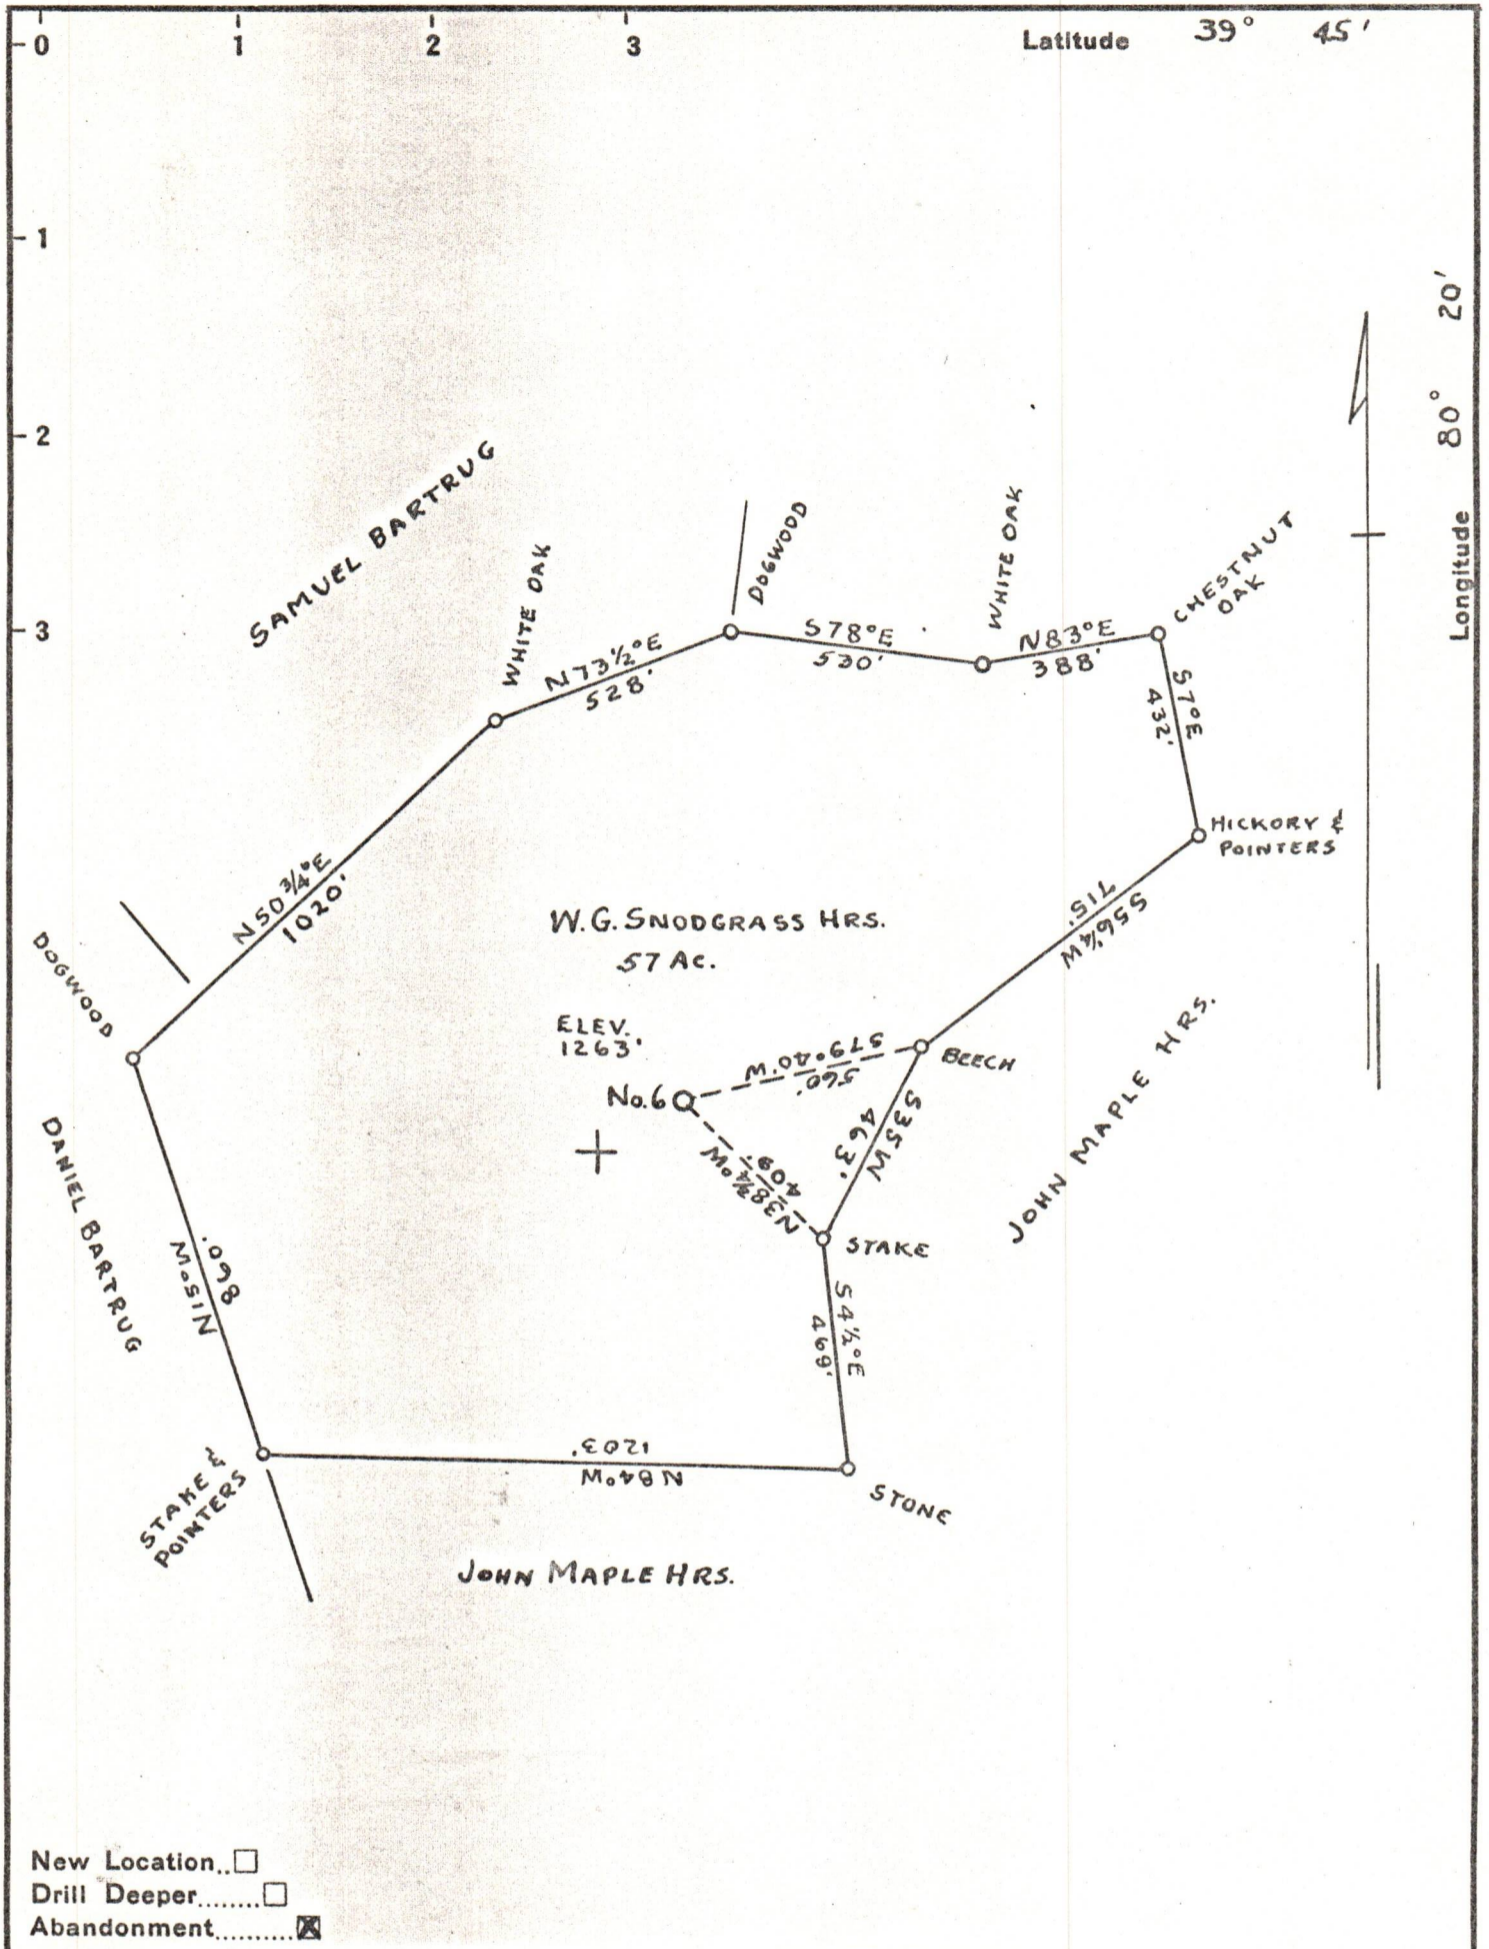 0 1 2 3 Latitude 39° 45'
1
2
3
Longitude 80° 20'
SAMUEL BARTRUG
WHITE OAK
DOGWOOD
WHITE OAK
CHESTNUT
OAK
N73½°E
528'
S78°E
530'
N83°E
388'
S7°E
432'
HICKORY &
POINTERS
N50¾°E
1020'
715'
S56¼W
W.G. SNODGRASS HRS.
57 AC.
DOGWOOD
ELEV.
1263'
BEECH
S79°40'W
560'
No.6
S35W
463'
N38¾°W
409'
JOHN MAPLE HRS.
STAKE
DANIEL BARTRUG
860'
N15°W
S4½°E
469'
1203'
N84°W
STAKE &
POINTERS
STONE
JOHN MAPLE HRS.
New Location..
Drill Deeper........
Abandonment..........X